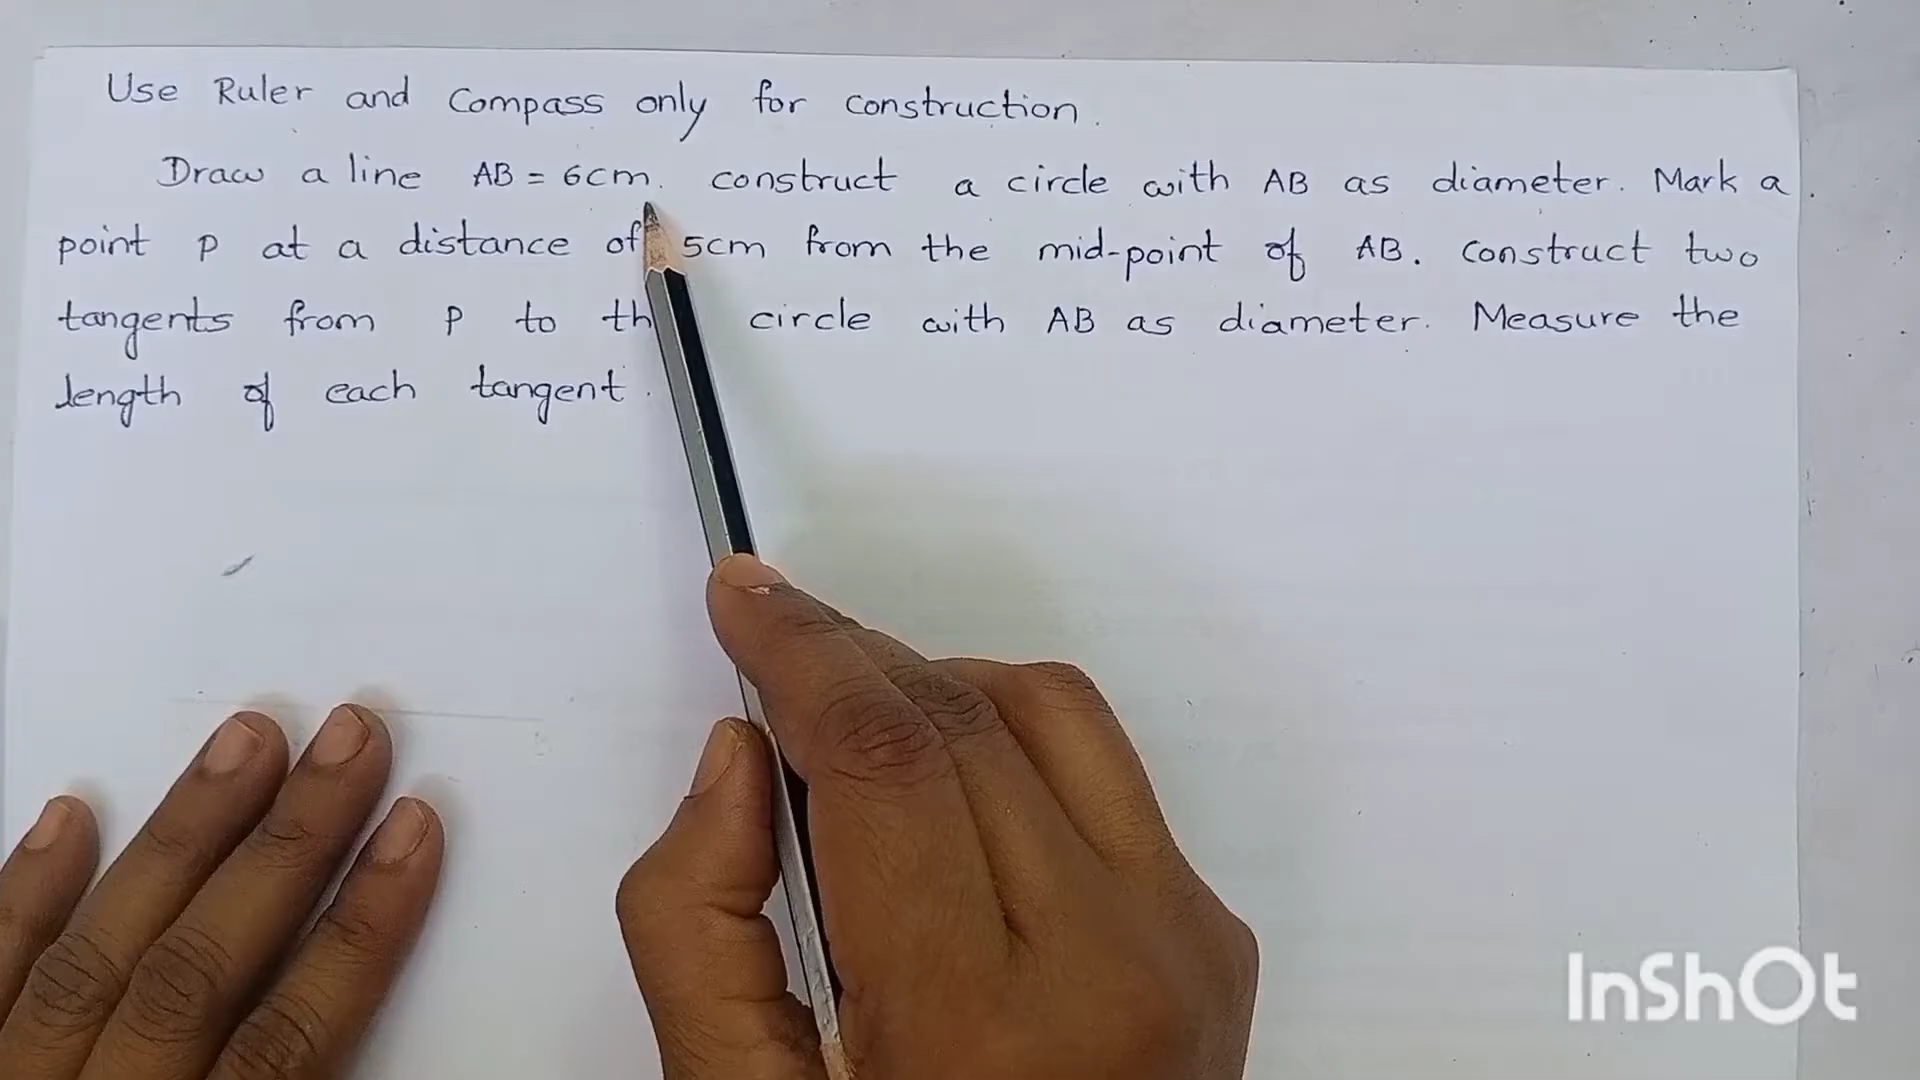 Use Ruler and Compass only for construction.
Draw a line AB = 6cm. construct a circle with AB as diameter. Mark a
point P at a distance of 5cm from the mid-point of AB. Construct two
tangents from P to th circle with AB as diameter. Measure the
length of each tangent.
InShOt